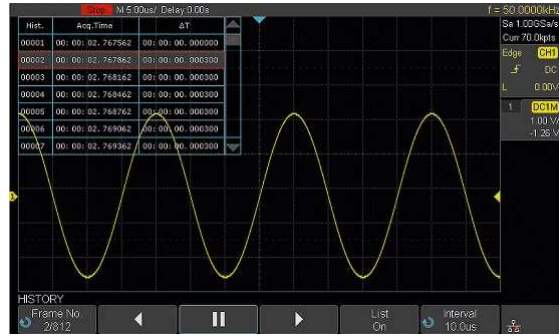 Stop M 5.00us/ Delay:0.00s f = 50.0000kHz
Sa 1.00GSa/s
Curr 70.0kpts
Edge CH1
DC
L 0.00V
1 DC1M
1.00 V/
-1.26 V
Hist. Acq.Time ΔT
00001 00: 00: 02. 767562 00: 00: 00. 000000
00002 00: 00: 02. 767862 00: 00: 00. 000300
00003 00: 00: 02. 768162 00: 00: 00. 000300
00004 00: 00: 02. 768462 00: 00: 00. 000300
00005 00: 00: 02. 768762 00: 00: 00. 000300
00006 00: 00: 02. 769062 00: 00: 00. 000300
00007 00: 00: 02. 769362 00: 00: 00. 000300
HISTORY
Frame No. List Interval
2/812 On 10.0us